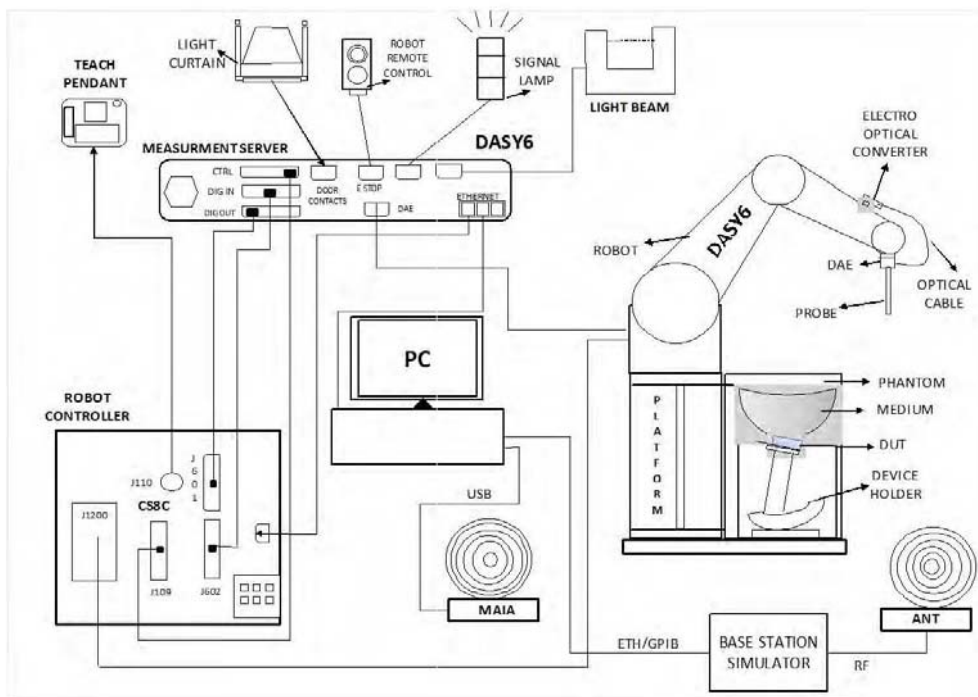 LIGHT
CURTAIN
ROBOT
REMOTE
CONTROL
SIGNAL
LAMP
LIGHT BEAM
TEACH
PENDANT
MEASURMENT SERVER
DASY6
CTRL
DIG IN
DIG OUT
DOOR
CONTACTS
E STOP
DAE
ETHERNET
ELECTRO
OPTICAL
CONVERTER
ROBOT
DASY6
DAE
OPTICAL
CABLE
PROBE
PC
PLATFORM
PHANTOM
MEDIUM
DUT
DEVICE
HOLDER
ROBOT
CONTROLLER
J110
J601
CS8C
J1200
J109
J602
USB
MAIA
ETH/GPIB
BASE STATION
SIMULATOR
RF
ANT